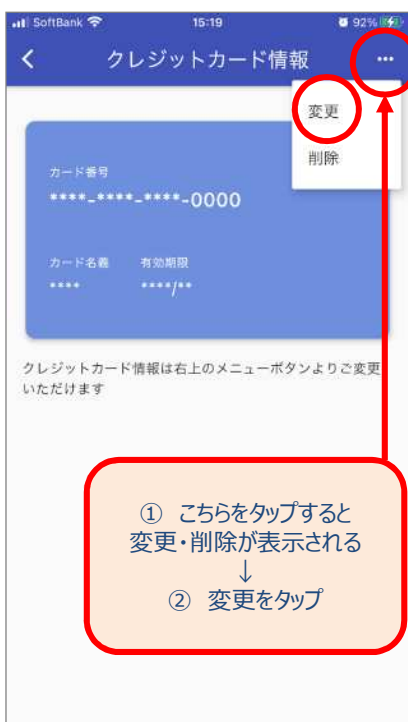 SoftBank 15:19 92%
クレジットカード情報
変更
削除
カード番号
****-****-****-0000
カード名義 有効期限
**** ****/**
クレジットカード情報は右上のメニューボタンよりご変更
いただけます
① こちらをタップすると
変更・削除が表示される
↓
② 変更をタップ